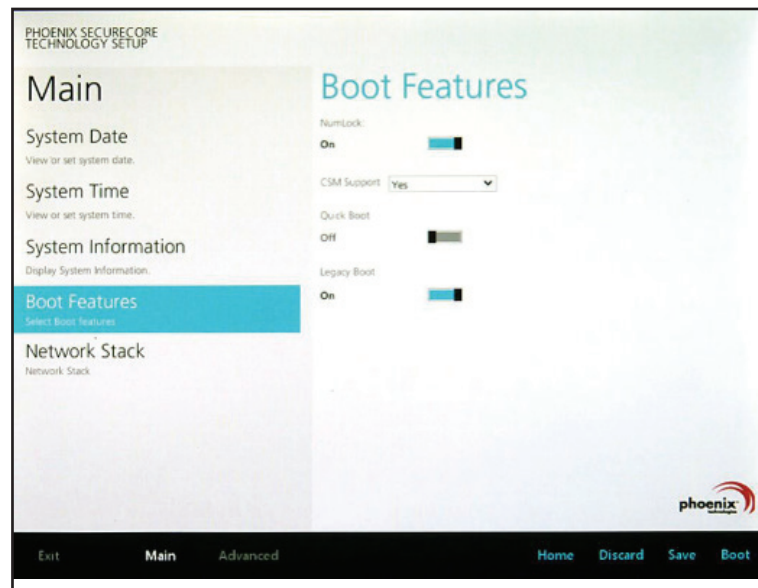 PHOENIX SECURECORE
TECHNOLOGY SETUP
Main
System Date
View or set system date.
System Time
View or set system time.
System Information
Display System Information.
Boot Features
Select Boot features
Network Stack
Network Stack
Boot Features
NumLock:
On
CSM Support Yes
Quick Boot
Off
Legacy Boot
On
phoenix
technologies
Exit Main Advanced Home Discard Save Boot